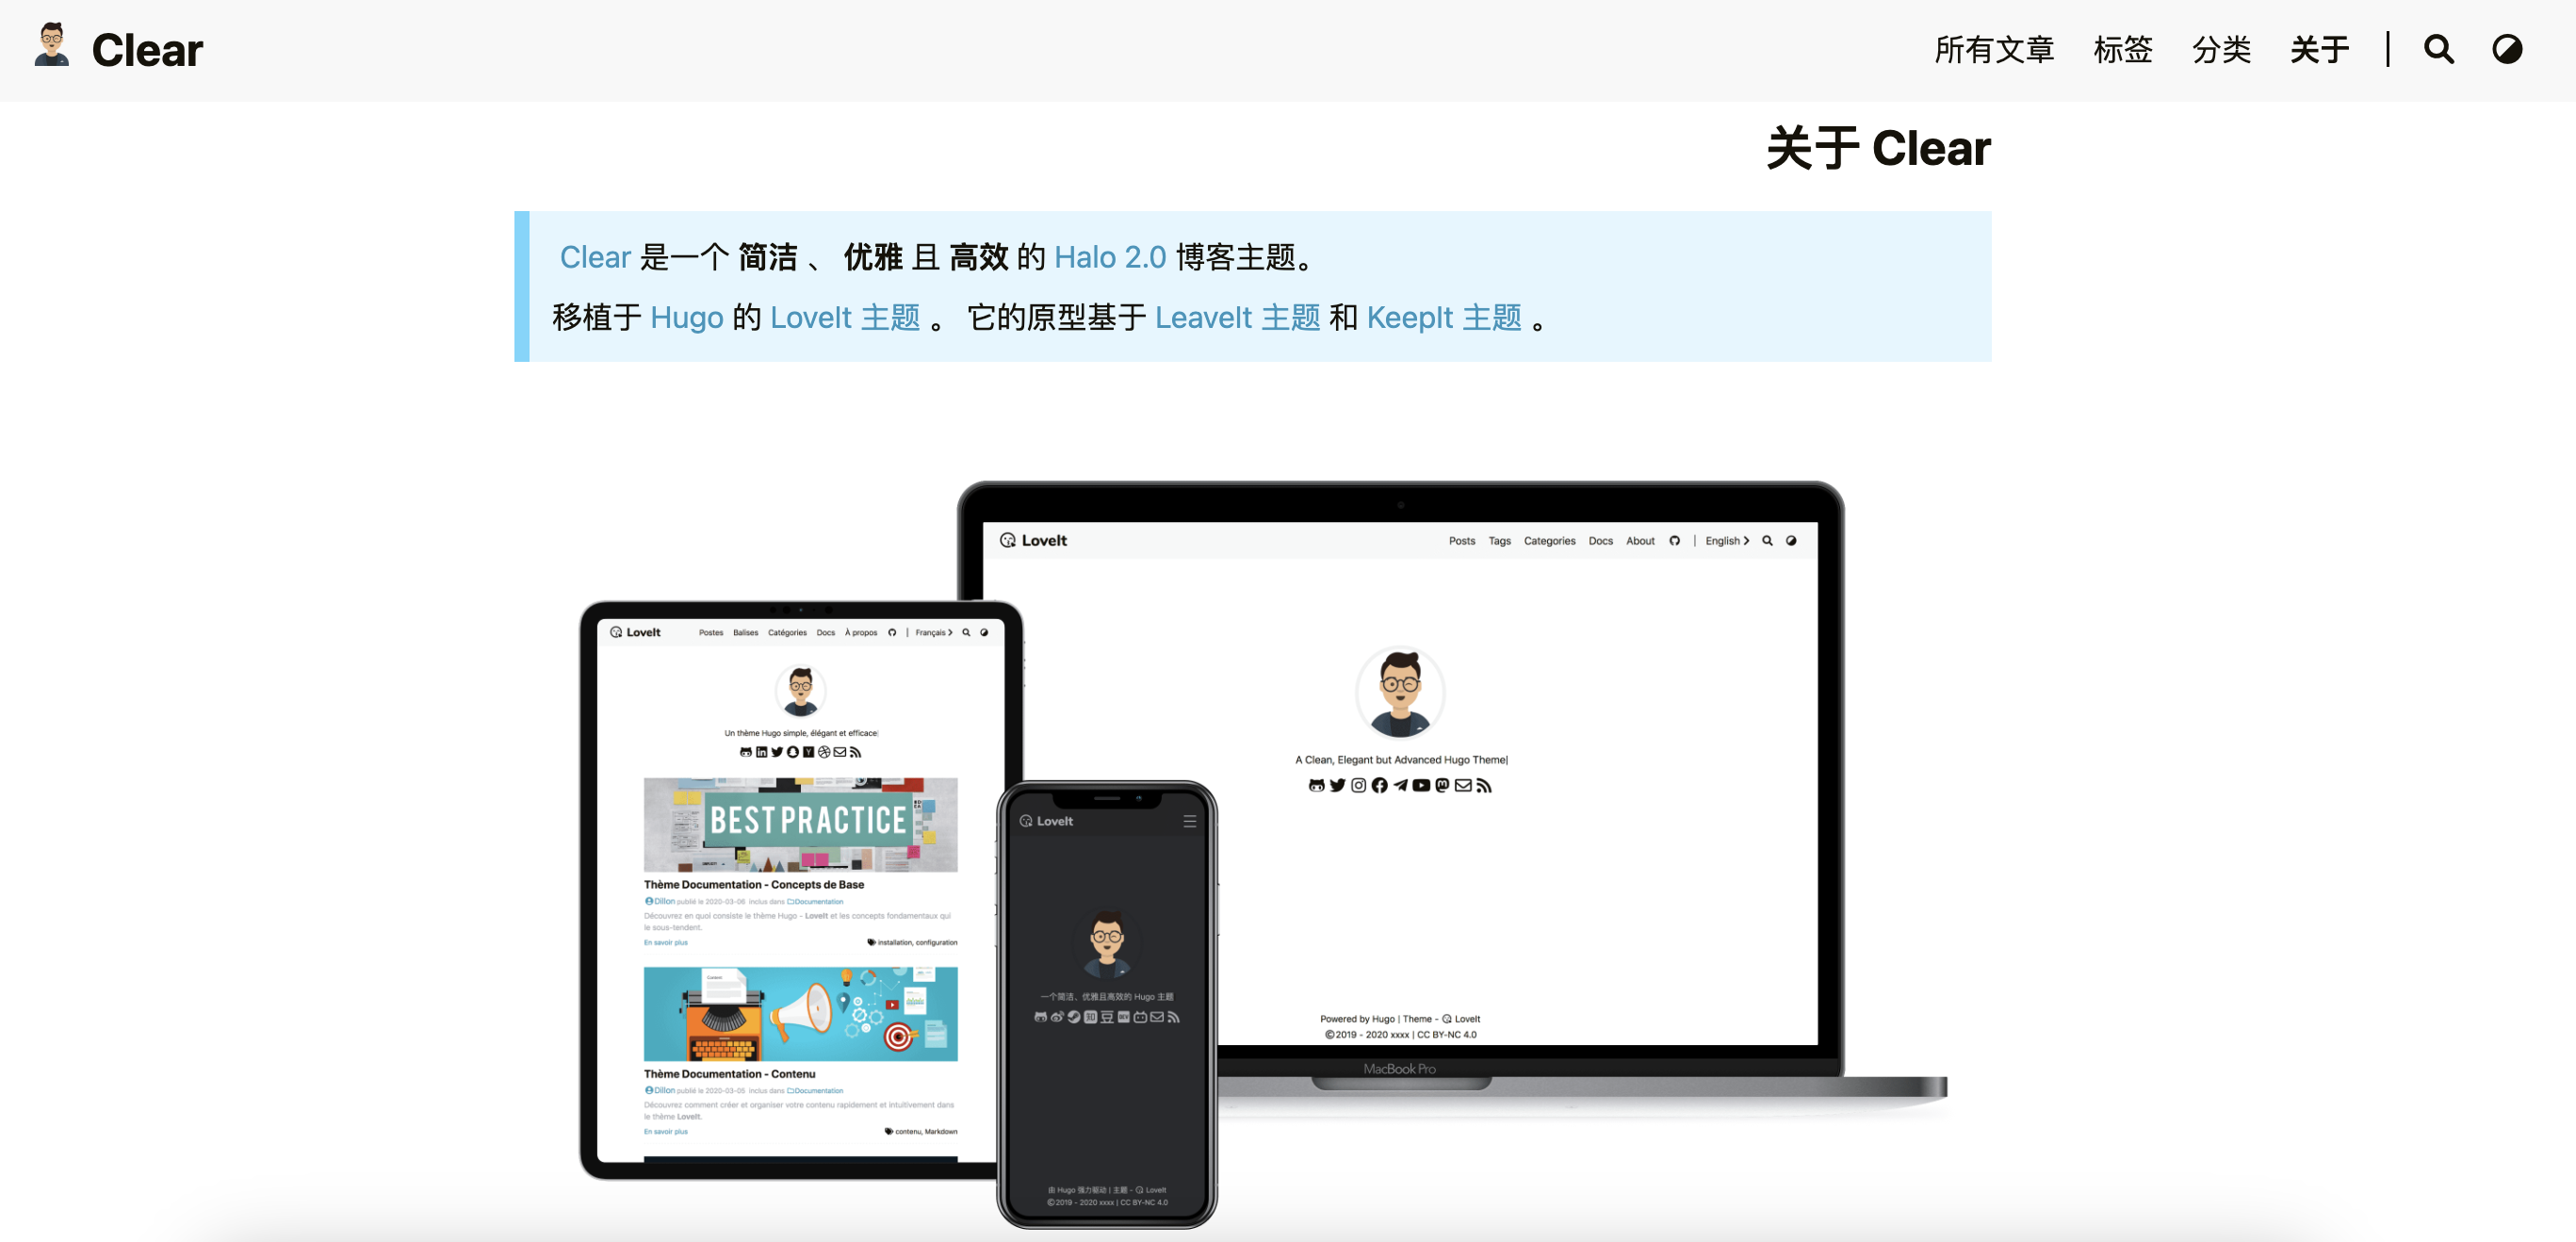 Clear
所有文章 标签 分类 关于
关于 Clear
Clear 是一个 简洁 、 优雅 且 高效 的 Halo 2.0 博客主题。
移植于 Hugo 的 LoveIt 主题 。 它的原型基于 LeaveIt 主题 和 KeepIt 主题 。
LoveIt
Posts Tags Categories Docs About | English
A Clean, Elegant but Advanced Hugo Theme|
Powered by Hugo | Theme - LoveIt
©2019 - 2020 xxxx | CC BY-NC 4.0
MacBook Pro
LoveIt
Postes Balises Catégories Docs À propos | Français
Un thème Hugo simple, élégant et efficace|
BEST PRACTICE
Thème Documentation - Concepts de Base
Dillon publié le 2020-03-06 inclus dans Documentation
Découvrez en quoi consiste le thème Hugo - LoveIt et les concepts fondamentaux qui
le sous-tendent.
En savoir plus
installation, configuration
Thème Documentation - Contenu
Dillon publié le 2020-03-05 inclus dans Documentation
Découvrez comment créer et organiser votre contenu rapidement et intuitivement dans
le thème LoveIt.
En savoir plus
contenu, Markdown
LoveIt
一个简洁、优雅且高效的 Hugo 主题
由 Hugo 强力驱动 | 主题 - LoveIt
©2019 - 2020 xxxx | CC BY-NC 4.0